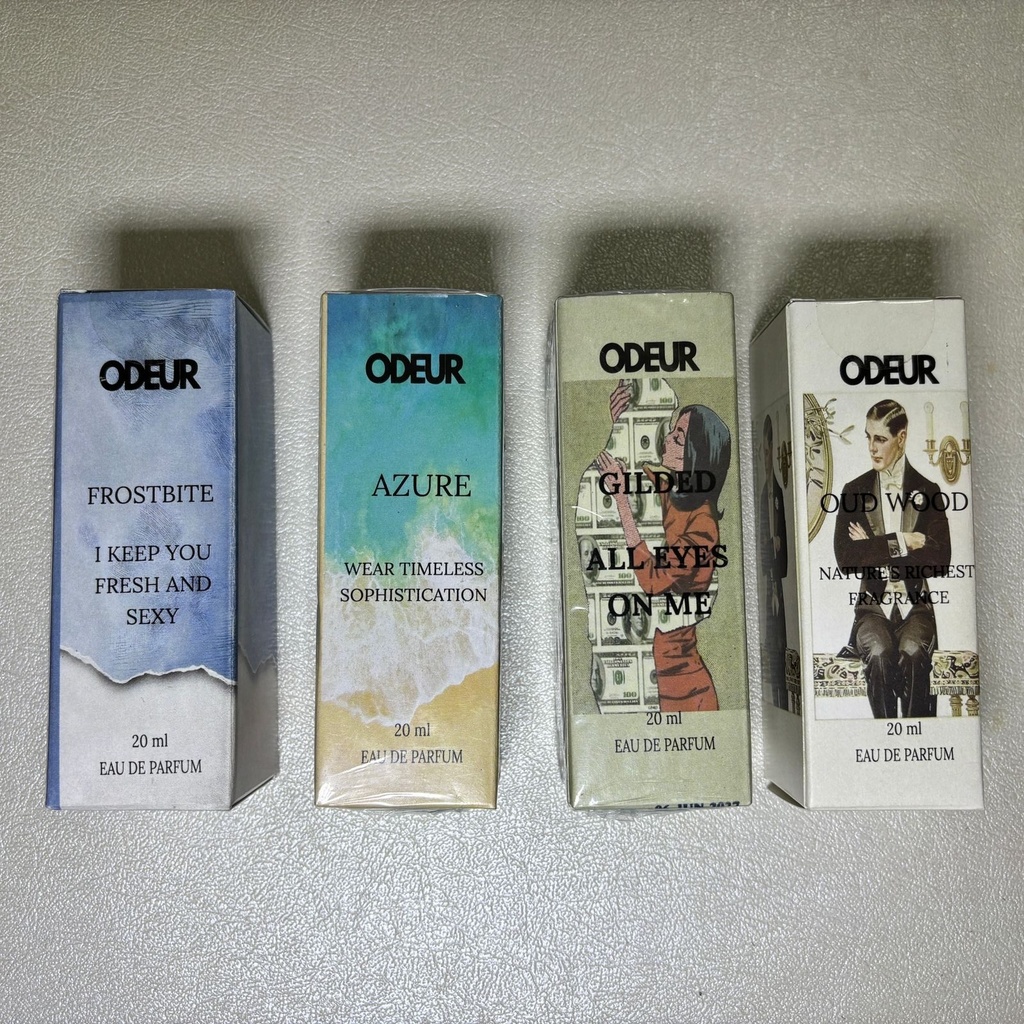 ODEUR
FROSTBITE
I KEEP YOU
FRESH AND
SEXY
20 ml
EAU DE PARFUM
ODEUR
AZURE
WEAR TIMELESS
SOPHISTICATION
20 ml
EAU DE PARFUM
ODEUR
GILDED
ALL EYES
ON ME
20 ml
EAU DE PARFUM
ODEUR
OUD WOOD
NATURE'S RICHEST
FRAGRANCE
20 ml
EAU DE PARFUM